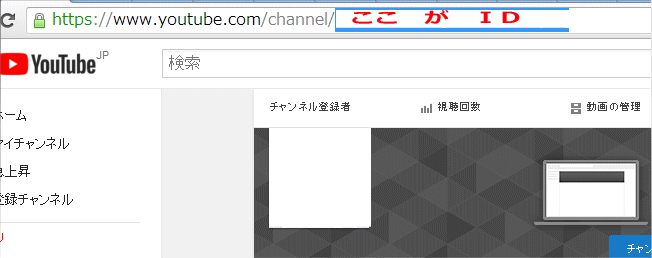 https://www.youtube.com/channel/ ここ が ID
YouTube JP
検索
チャンネル登録者 視聴回数 動画の管理
ホーム
マイチャンネル
急上昇
登録チャンネル
チャン